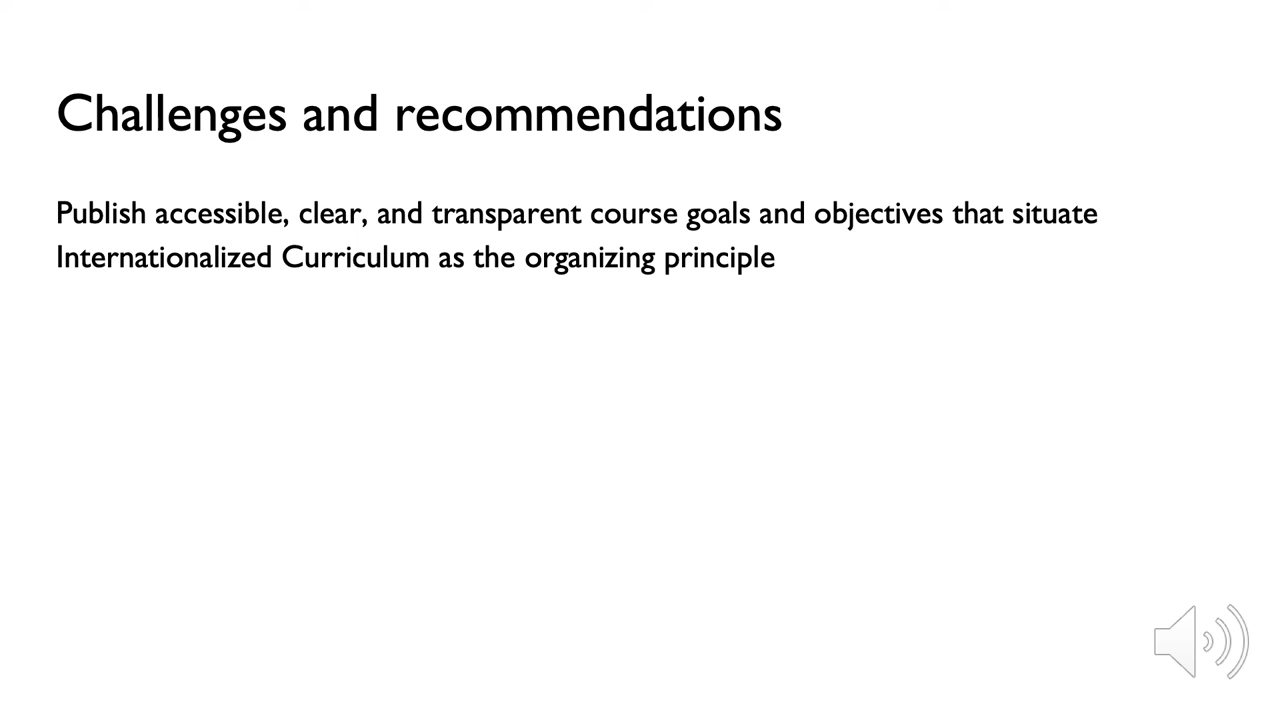 Challenges and recommendations
Publish accessible, clear, and transparent course goals and objectives that situate
Internationalized Curriculum as the organizing principle